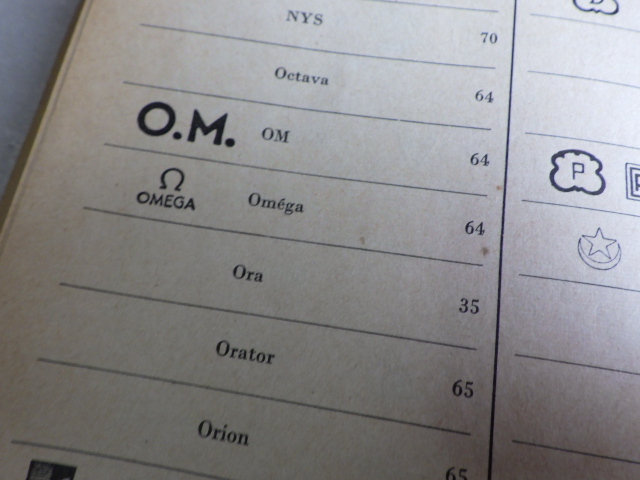 NYS 70
Octava 64
O.M. OM 64
Ω
OMEGA Oméga 64
Ora 35
Orator 65
Orion 65
P